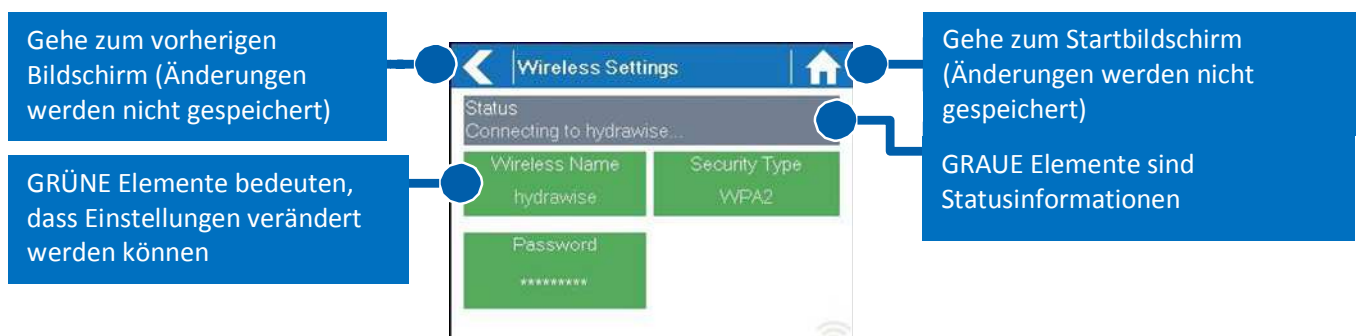 Gehe zum vorherigen
Bildschirm (Änderungen
werden nicht gespeichert)
GRÜNE Elemente bedeuten,
dass Einstellungen verändert
werden können
Wireless Settings
Status
Connecting to hydrawise...
Wireless Name
hydrawise
Security Type
WPA2
Password
*********
Gehe zum Startbildschirm
(Änderungen werden nicht
gespeichert)
GRAUE Elemente sind
Statusinformationen